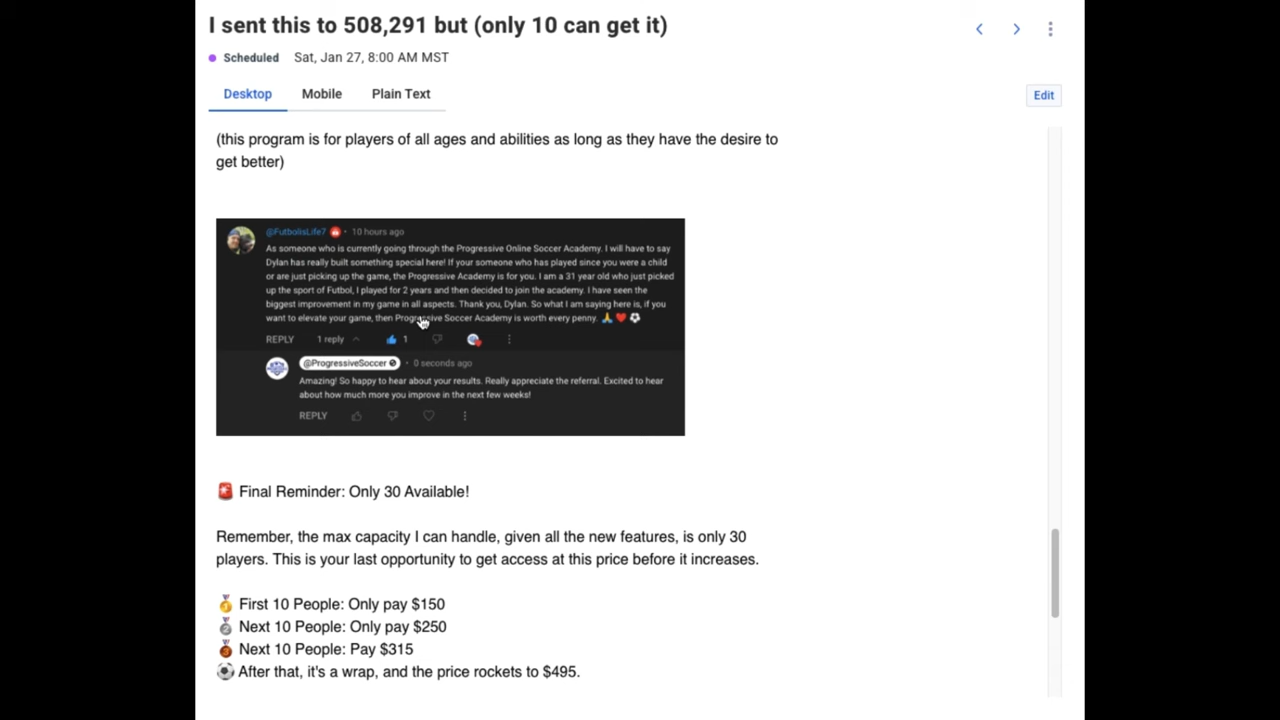 I sent this to 508,291 but (only 10 can get it)
Scheduled Sat, Jan 27, 8:00 AM MST
Desktop Mobile Plain Text
Edit
(this program is for players of all ages and abilities as long as they have the desire to
get better)
@FutbolisLife7 • 10 hours ago
As someone who is currently going through the Progressive Online Soccer Academy. I will have to say
Dylan has really built something special here! If your someone who has played since you were a child
or are just picking up the game, the Progressive Academy is for you. I am a 31 year old who just picked
up the sport of Futbol, I played for 2 years and then decided to join the academy. I have seen the
biggest improvement in my game in all aspects. Thank you, Dylan. So what I am saying here is, if you
want to elevate your game, then Progressive Soccer Academy is worth every penny. 🙏 ❤️ ⚽
REPLY 1 reply 1
@ProgressiveSoccer • 0 seconds ago
Amazing! So happy to hear about your results. Really appreciate the referral. Excited to hear
about how much more you improve in the next few weeks!
REPLY
🚨 Final Reminder: Only 30 Available!
Remember, the max capacity I can handle, given all the new features, is only 30
players. This is your last opportunity to get access at this price before it increases.
🥇 First 10 People: Only pay $150
🥈 Next 10 People: Only pay $250
🥉 Next 10 People: Pay $315
⚽ After that, it's a wrap, and the price rockets to $495.